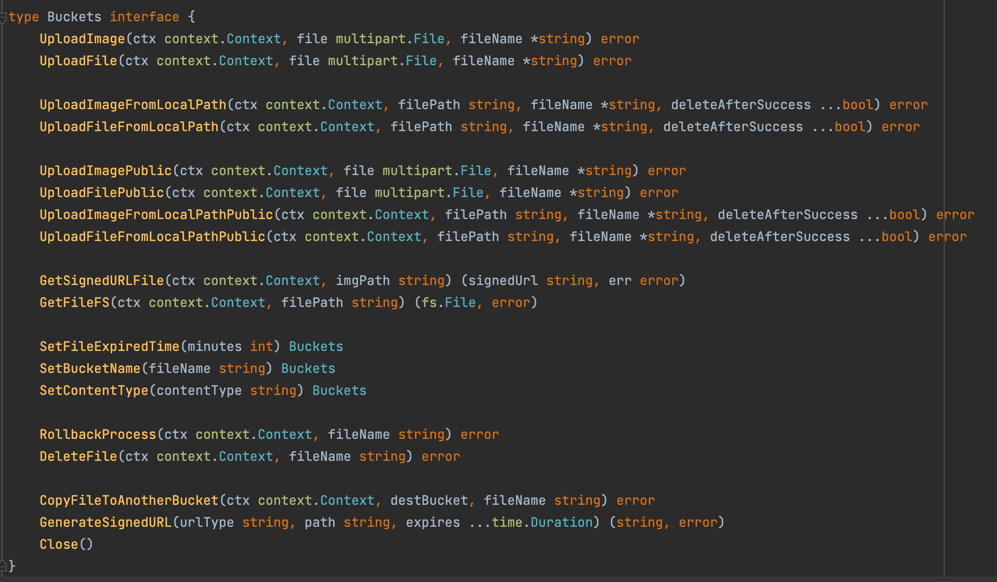 type Buckets interface {
UploadImage(ctx context.Context, file multipart.File, fileName *string) error
UploadFile(ctx context.Context, file multipart.File, fileName *string) error
UploadImageFromLocalPath(ctx context.Context, filePath string, fileName *string, deleteAfterSuccess ...bool) error
UploadFileFromLocalPath(ctx context.Context, filePath string, fileName *string, deleteAfterSuccess ...bool) error
UploadImagePublic(ctx context.Context, file multipart.File, fileName *string) error
UploadFilePublic(ctx context.Context, file multipart.File, fileName *string) error
UploadImageFromLocalPathPublic(ctx context.Context, filePath string, fileName *string, deleteAfterSuccess ...bool) error
UploadFileFromLocalPathPublic(ctx context.Context, filePath string, fileName *string, deleteAfterSuccess ...bool) error
GetSignedURLFile(ctx context.Context, imgPath string) (signedUrl string, err error)
GetFileFS(ctx context.Context, filePath string) (fs.File, error)
SetFileExpiredTime(minutes int) Buckets
SetBucketName(fileName string) Buckets
SetContentType(contentType string) Buckets
RollbackProcess(ctx context.Context, fileName string) error
DeleteFile(ctx context.Context, fileName string) error
CopyFileToAnotherBucket(ctx context.Context, destBucket, fileName string) error
GenerateSignedURL(urlType string, path string, expires ...time.Duration) (string, error)
Close()
}